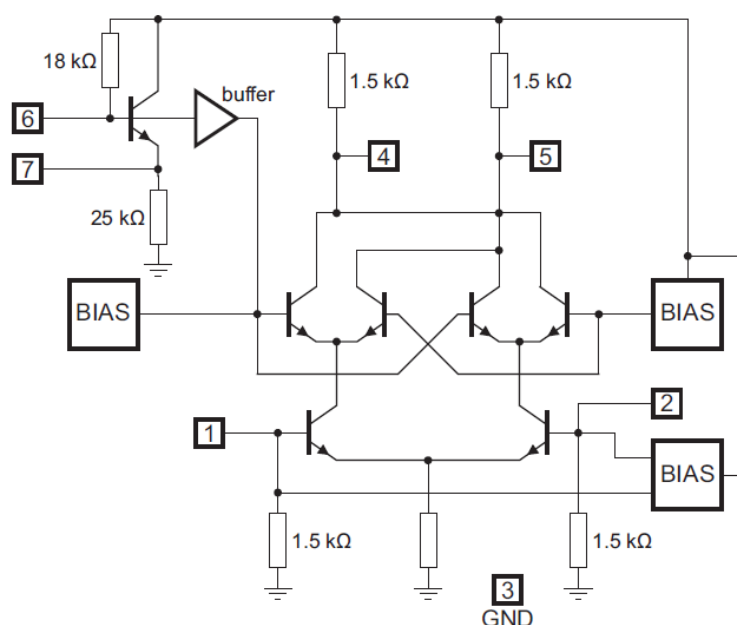 18 kΩ
1.5 kΩ
1.5 kΩ
buffer
6
4
5
7
25 kΩ
BIAS
BIAS
2
1
BIAS
1.5 kΩ
1.5 kΩ
3
GND